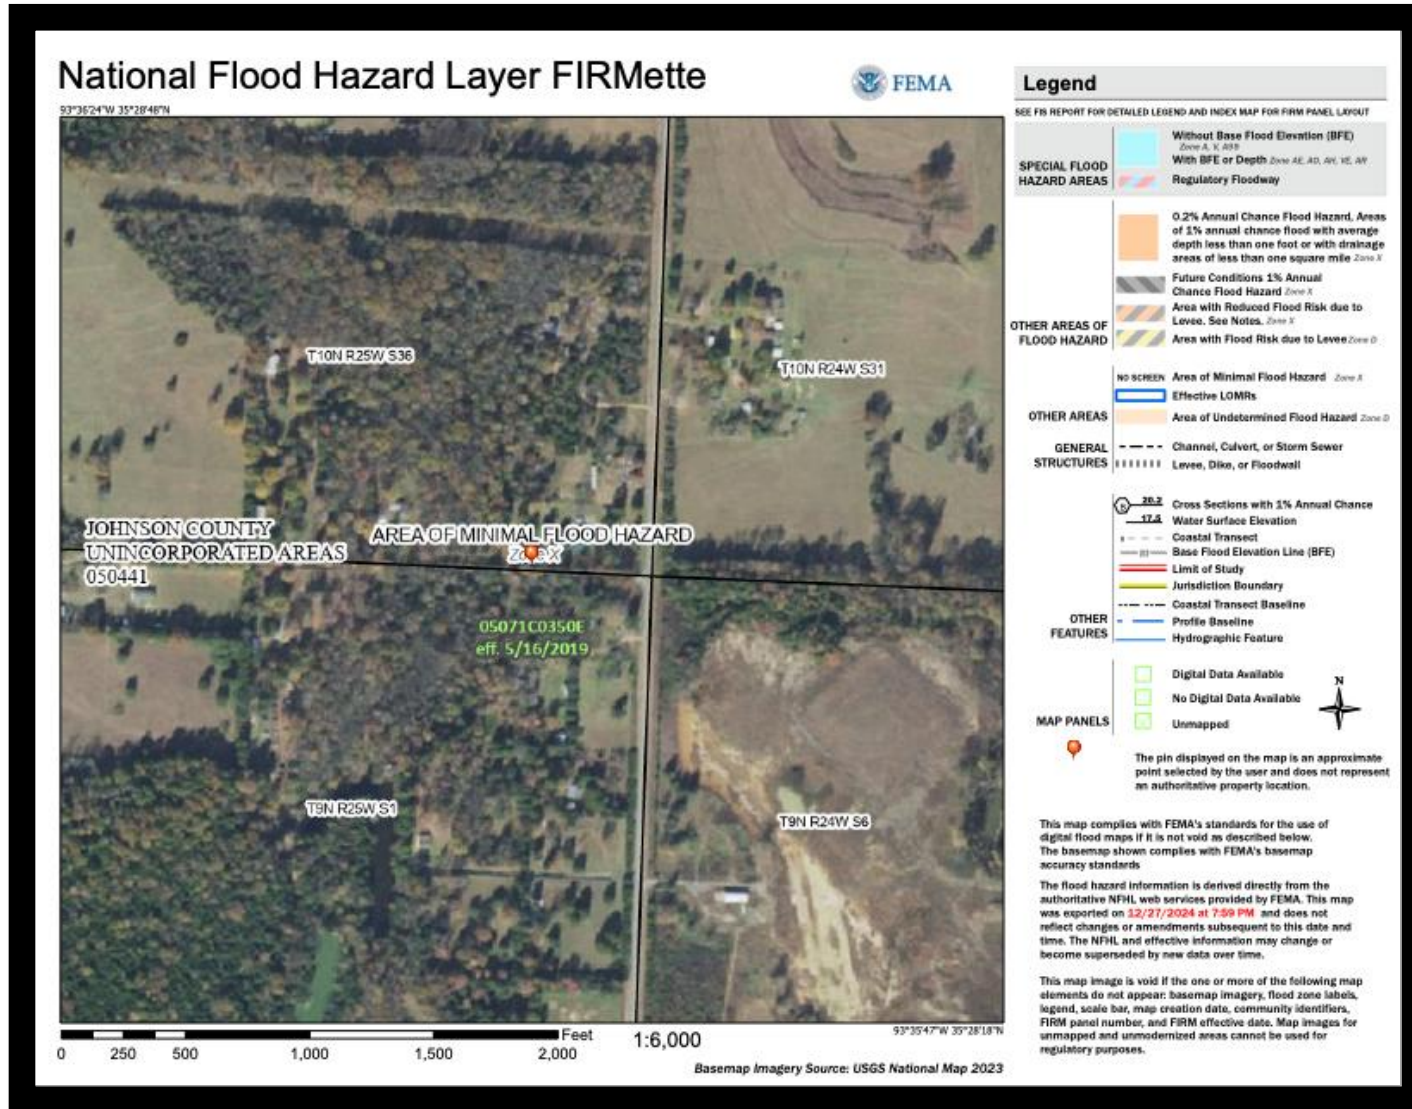 National Flood Hazard Layer FIRMette
FEMA
93°36'24"W 35°28'48"N
T10N R25W S36
T10N R24W S31
JOHNSON COUNTY
UNINCORPORATED AREAS
050441
AREA OF MINIMAL FLOOD HAZARD
Zone X
05071C0350E
eff. 5/16/2019
T9N R25W S1
T9N R24W S6
0 250 500 1,000 1,500 2,000
Feet
1:6,000
93°35'47"W 35°28'18"N
Basemap Imagery Source: USGS National Map 2023
Legend
SEE FIS REPORT FOR DETAILED LEGEND AND INDEX MAP FOR FIRM PANEL LAYOUT
SPECIAL FLOOD
HAZARD AREAS
Without Base Flood Elevation (BFE)
Zone A, V, A99
With BFE or Depth Zone AE, AO, AH, VE, AR
Regulatory Floodway
OTHER AREAS OF
FLOOD HAZARD
0.2% Annual Chance Flood Hazard, Areas
of 1% annual chance flood with average
depth less than one foot or with drainage
areas of less than one square mile Zone X
Future Conditions 1% Annual
Chance Flood Hazard Zone X
Area with Reduced Flood Risk due to
Levee. See Notes. Zone X
Area with Flood Risk due to Levee Zone D
OTHER AREAS
NO SCREEN Area of Minimal Flood Hazard Zone X
Effective LOMRs
Area of Undetermined Flood Hazard Zone D
GENERAL
STRUCTURES
Channel, Culvert, or Storm Sewer
Levee, Dike, or Floodwall
OTHER
FEATURES
20.2 Cross Sections with 1% Annual Chance
17.5 Water Surface Elevation
Coastal Transect
Base Flood Elevation Line (BFE)
Limit of Study
Jurisdiction Boundary
Coastal Transect Baseline
Profile Baseline
Hydrographic Feature
MAP PANELS
Digital Data Available
No Digital Data Available
Unmapped
N
The pin displayed on the map is an approximate
point selected by the user and does not represent
an authoritative property location.
This map complies with FEMA's standards for the use of
digital flood maps if it is not void as described below.
The basemap shown complies with FEMA's basemap
accuracy standards
The flood hazard information is derived directly from the
authoritative NFHL web services provided by FEMA. This map
was exported on 12/27/2024 at 7:59 PM and does not
reflect changes or amendments subsequent to this date and
time. The NFHL and effective information may change or
become superseded by new data over time.
This map image is void if the one or more of the following map
elements do not appear: basemap imagery, flood zone labels,
legend, scale bar, map creation date, community identifiers,
FIRM panel number, and FIRM effective date. Map images for
unmapped and unmodernized areas cannot be used for
regulatory purposes.